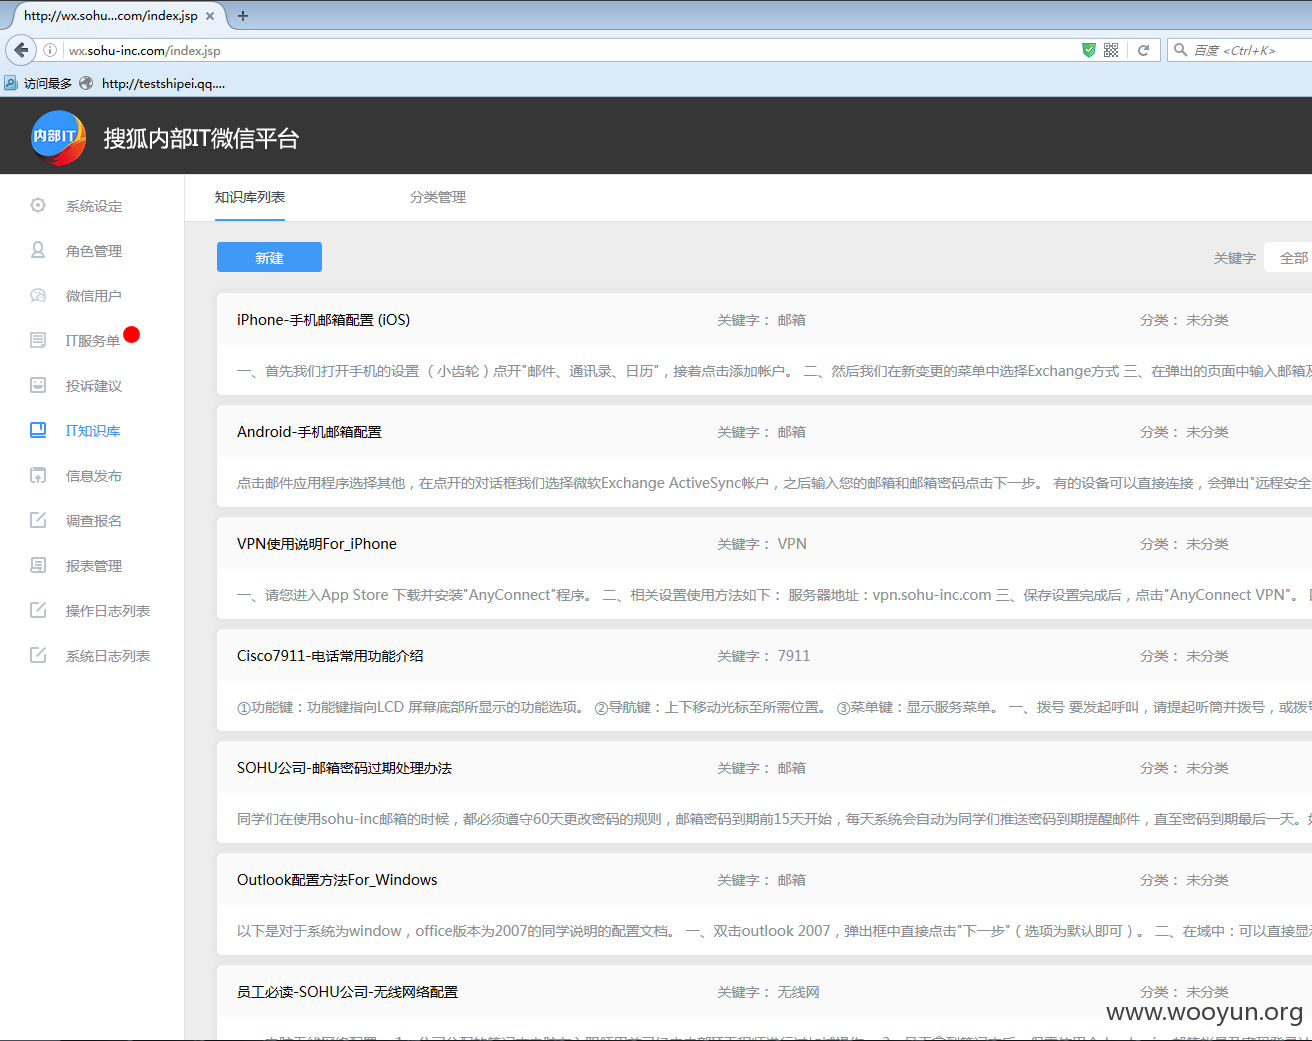 http://wx.sohu...com/index.jsp
wx.sohu-inc.com/index.jsp
百度 <Ctrl+K>
访问最多 http://testshipei.qq....
内部IT 搜狐内部IT微信平台
系统设定
角色管理
微信用户
IT服务单
投诉建议
IT知识库
信息发布
调查报名
报表管理
操作日志列表
系统日志列表
知识库列表 分类管理
新建 关键字 全部
iPhone-手机邮箱配置 (iOS) 关键字： 邮箱 分类： 未分类
一、首先我们打开手机的设置 （ 小齿轮 ）点开"邮件、通讯录、日历"，接着点击添加帐户。 二、然后我们在新变更的菜单中选择Exchange方式 三、在弹出的页面中输入邮箱及
Android-手机邮箱配置 关键字： 邮箱 分类： 未分类
点击邮件应用程序选择其他，在点开的对话框我们选择微软Exchange ActiveSync帐户，之后输入您的邮箱和邮箱密码点击下一步。 有的设备可以直接连接，会弹出"远程安全
VPN使用说明For_iPhone 关键字： VPN 分类： 未分类
一、请您进入App Store 下载并安装"AnyConnect"程序。 二、相关设置使用方法如下： 服务器地址：vpn.sohu-inc.com 三、保存设置完成后，点击"AnyConnect VPN"。
Cisco7911-电话常用功能介绍 关键字： 7911 分类： 未分类
①功能键：功能键指向LCD 屏幕底部所显示的功能选项。 ②导航键：上下移动光标至所需位置。 ③菜单键：显示服务菜单。 一、拨号 要发起呼叫，请提起听筒并拨号，或拨号
SOHU公司-邮箱密码过期处理办法 关键字： 邮箱 分类： 未分类
同学们在使用sohu-inc邮箱的时候，都必须遵守60天更改密码的规则，邮箱密码到期前15天开始，每天系统会自动为同学们推送密码到期提醒邮件，直至密码到期最后一天。如
Outlook配置方法For_Windows 关键字： 邮箱 分类： 未分类
以下是对于系统为window，office版本为2007的同学说明的配置文档。 一、双击outlook 2007，弹出框中直接点击"下一步"（ 选项为默认即可 ）。 二、在域中：可以直接显示
员工必读-SOHU公司-无线网络配置 关键字： 无线网 分类： 未分类
www.wooyun.org